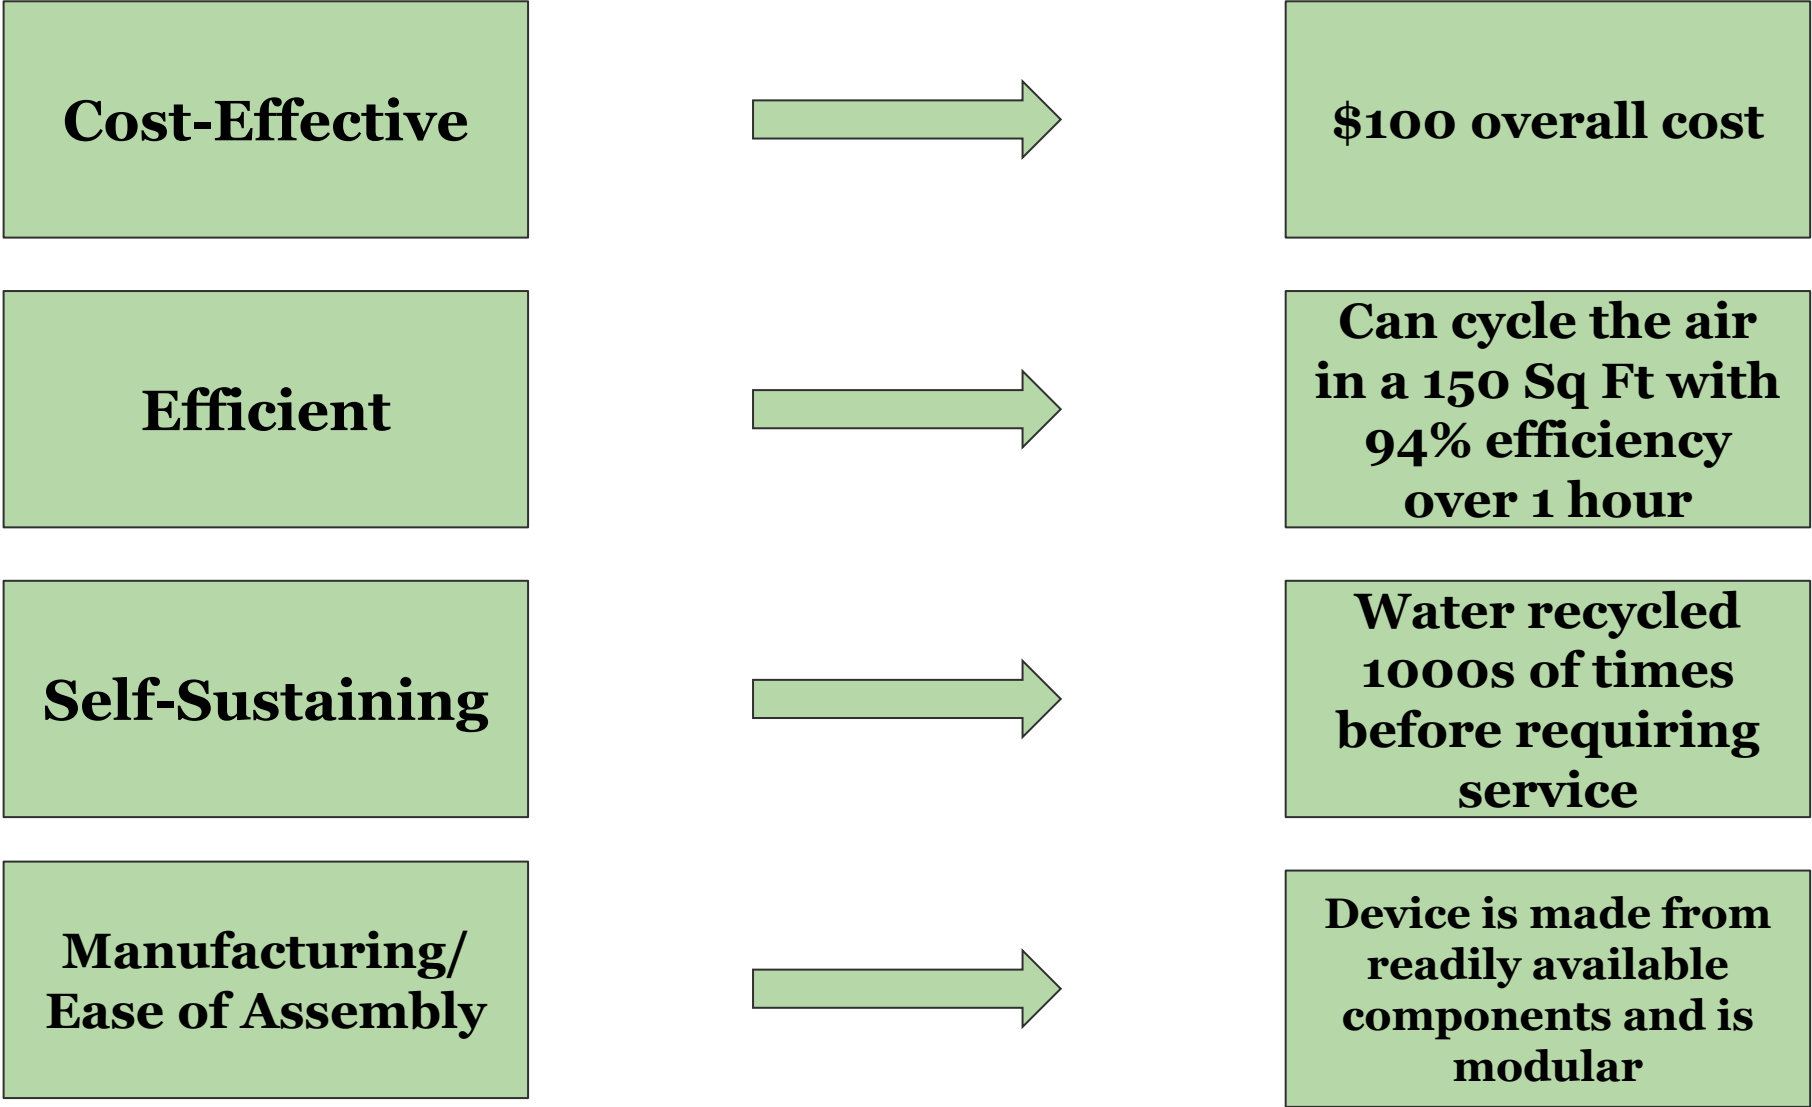 Cost-Effective
$100 overall cost
Efficient
Can cycle the air
in a 150 Sq Ft with
94% efficiency
over 1 hour
Self-Sustaining
Water recycled
1000s of times
before requiring
service
Manufacturing/
Ease of Assembly
Device is made from
readily available
components and is
modular